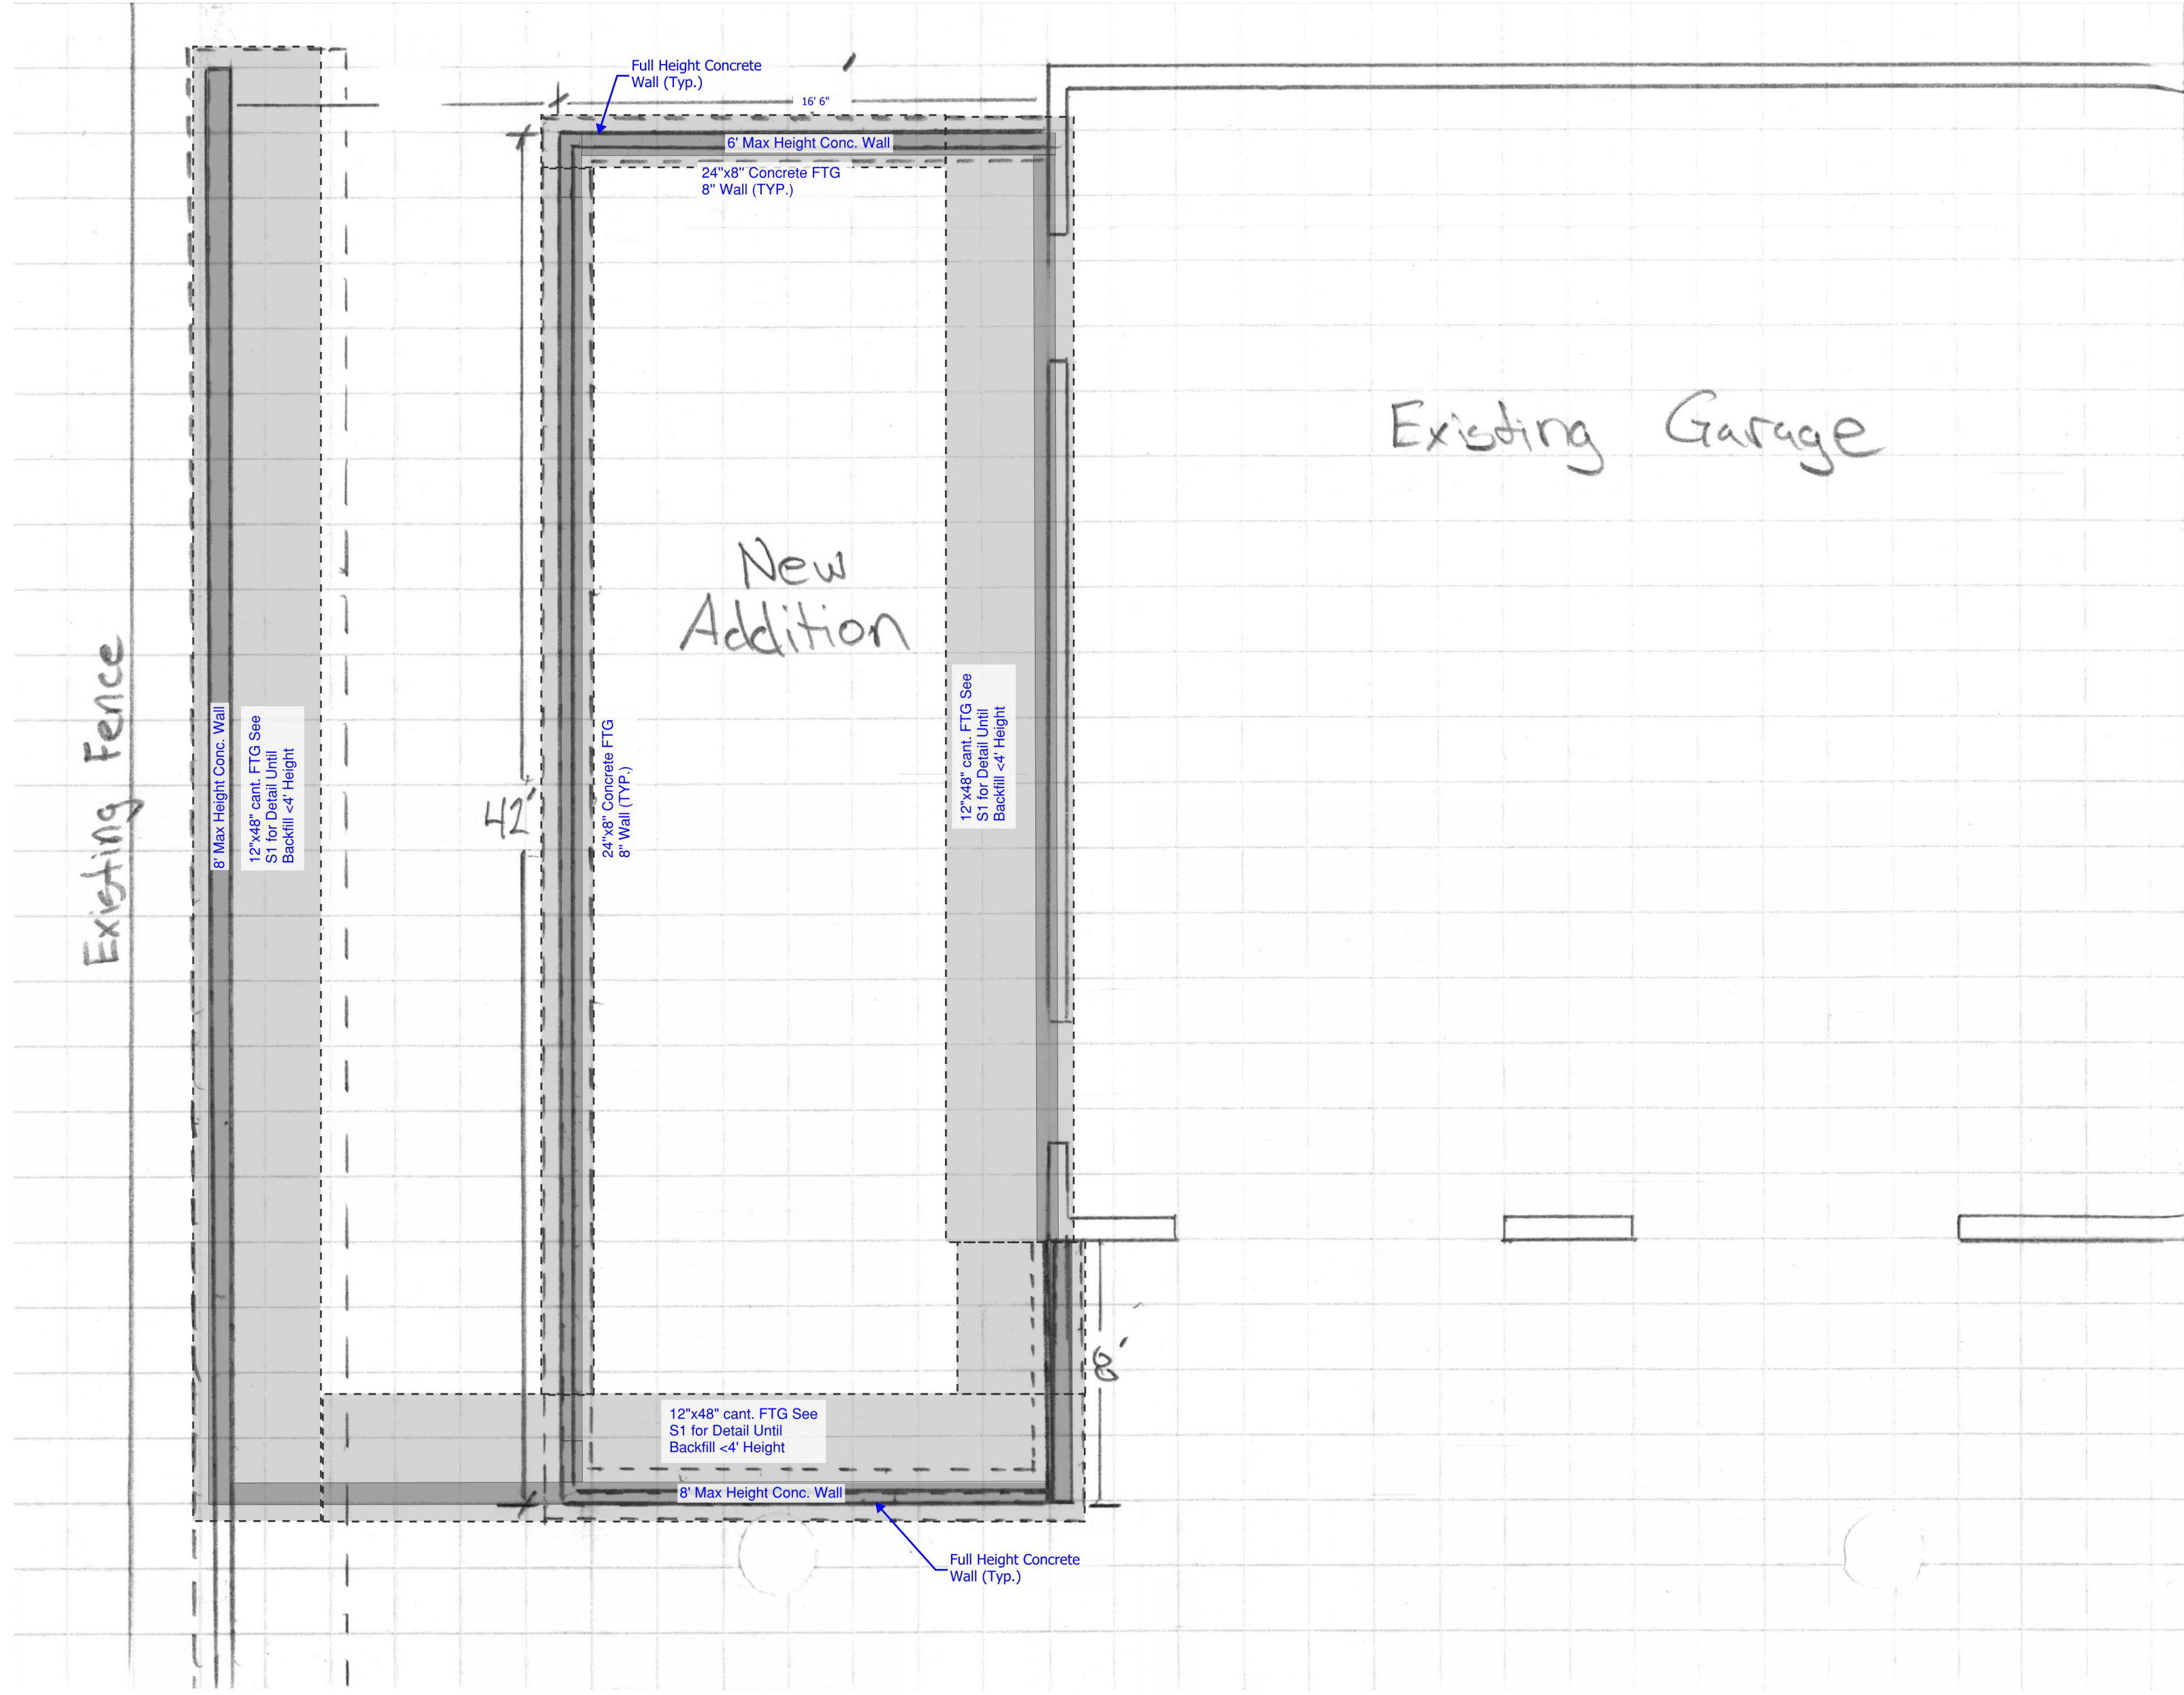 Full Height Concrete
Wall (Typ.)
16' 6"
6' Max Height Conc. Wall
24"x8" Concrete FTG
8" Wall (TYP.)
Existing Garage
New
Addition
Existing Fence
8' Max Height Conc. Wall
12"x48" cant. FTG See
S1 for Detail Until
Backfill <4' Height
42'
24"x8" Concrete FTG
8" Wall (TYP.)
12"x48" cant. FTG See
S1 for Detail Until
Backfill <4' Height
8'
12"x48" cant. FTG See
S1 for Detail Until
Backfill <4' Height
8' Max Height Conc. Wall
Full Height Concrete
Wall (Typ.)